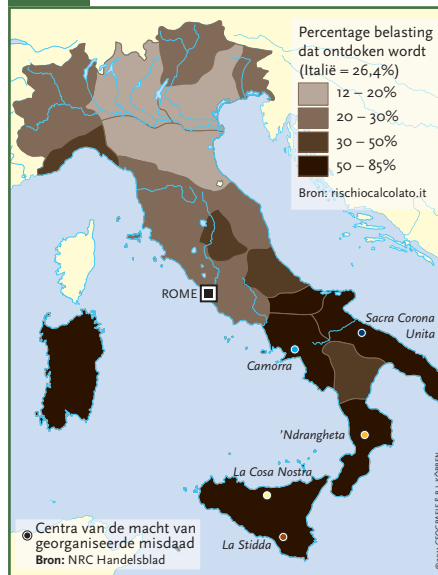 Percentage belasting
dat ontdoken wordt
(Italië = 26,4%)
12 – 20%
20 – 30%
30 – 50%
50 – 85%
Bron: rischiocalcolato.it
ROME
Sacra Corona
Unita
Camorra
'Ndrangheta
La Cosa Nostra
La Stidda
Centra van de macht van
georganiseerde misdaad
Bron: NRC Handelsblad
GEOGRAFIE & B.J. KÖBBEN